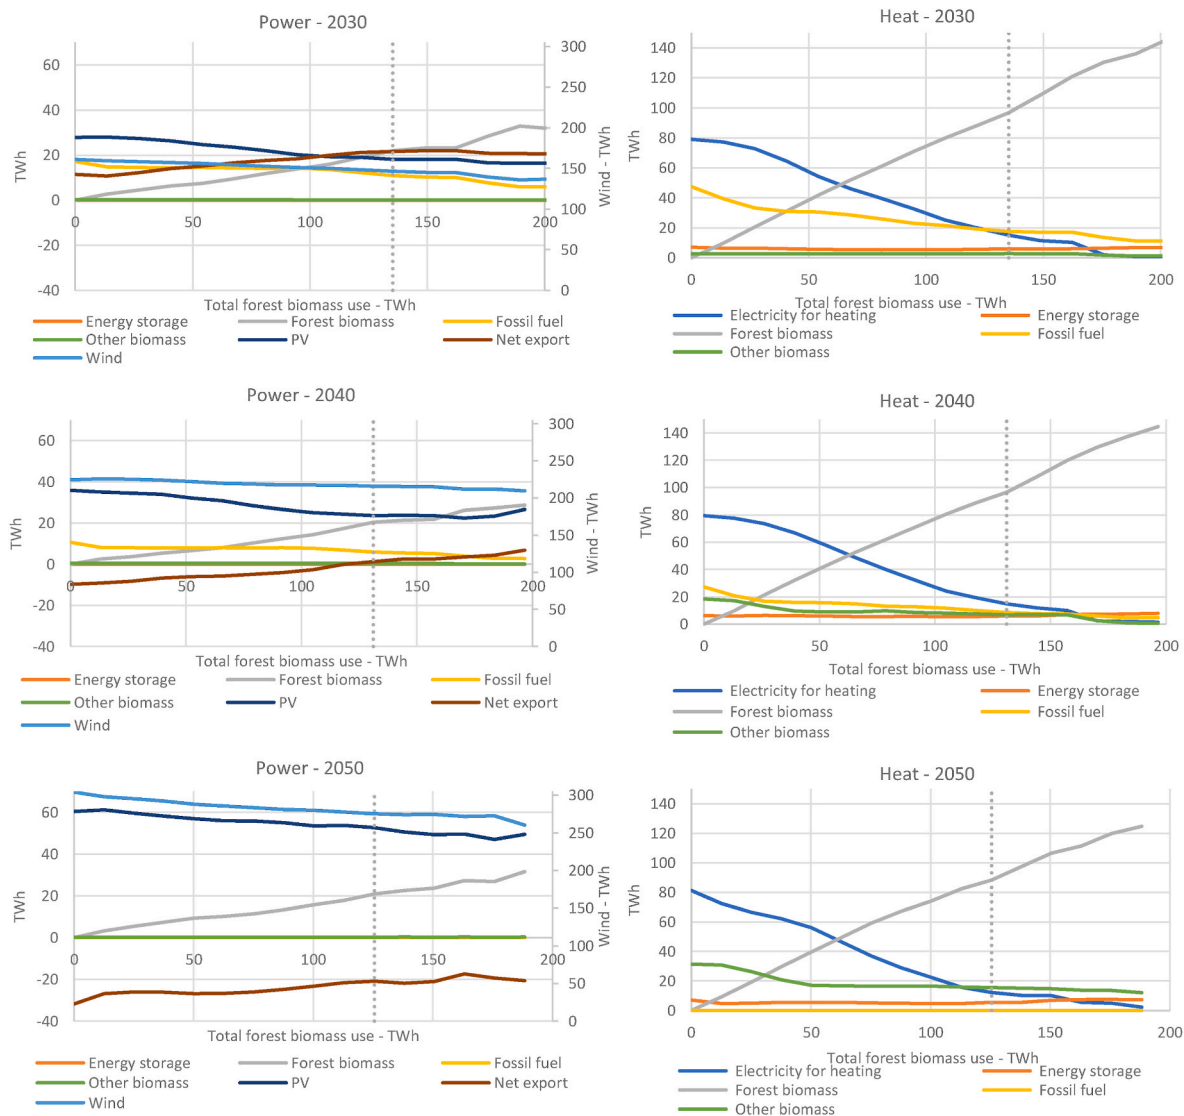 Power - 2030
60
40
20
0
-20
-40
TWh
0
50
100
150
200
300
250
200
150
100
50
0
Wind - TWh
Total forest biomass use - TWh
Energy storage
Forest biomass
Fossil fuel
Other biomass
PV
Net export
Wind
Heat - 2030
140
120
100
80
60
40
20
0
TWh
0
50
100
150
200
Total forest biomass use - TWh
Electricity for heating
Energy storage
Forest biomass
Fossil fuel
Other biomass
Power - 2040
60
40
20
0
-20
-40
TWh
0
50
100
150
200
300
250
200
150
100
50
0
Wind - TWh
Total forest biomass use - TWh
Energy storage
Forest biomass
Fossil fuel
Other biomass
PV
Net export
Wind
Heat - 2040
140
120
100
80
60
40
20
0
TWh
0
50
100
150
200
Total forest biomass use - TWh
Electricity for heating
Energy storage
Forest biomass
Fossil fuel
Other biomass
Power - 2050
60
40
20
0
-20
-40
TWh
0
50
100
150
200
300
250
200
150
100
50
0
Wind - TWh
Total forest biomass use - TWh
Energy storage
Forest biomass
Fossil fuel
Other biomass
PV
Net export
Wind
Heat - 2050
140
120
100
80
60
40
20
0
TWh
0
50
100
150
200
Total forest biomass use - TWh
Electricity for heating
Energy storage
Forest biomass
Fossil fuel
Other biomass